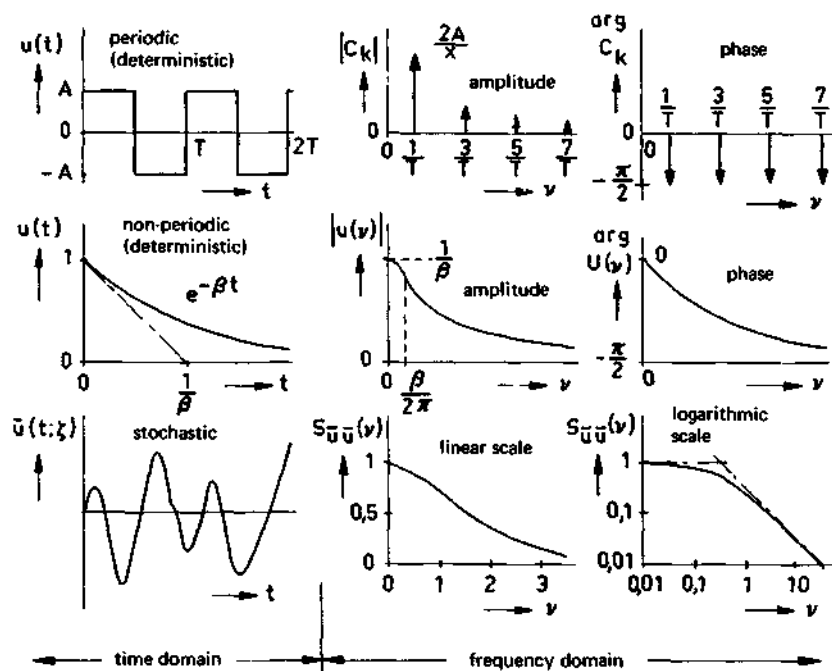 u(t) periodic (deterministic)
A
0
-A
T 2T
t
|C_k| 2A/x amplitude
0
0 1/T 3/T 5/T 7/T
ν
arg C_k phase
1/T 3/T 5/T 7/T
0
0
-π/2
ν
u(t) non-periodic (deterministic)
1
e^-βt
0
0 1/β t
|u(ν)| 1/β
amplitude
0
0 β/2π ν
arg U(ν) 0 phase
-π/2
0 ν
ū(t;ζ) stochastic
t
S_ūū(ν) linear scale
1
0,5
0
0 1 2 3
ν
S_ūū(ν) logarithmic scale
1
0,1
0,01
0,01 0,1 1 10
ν
time domain frequency domain